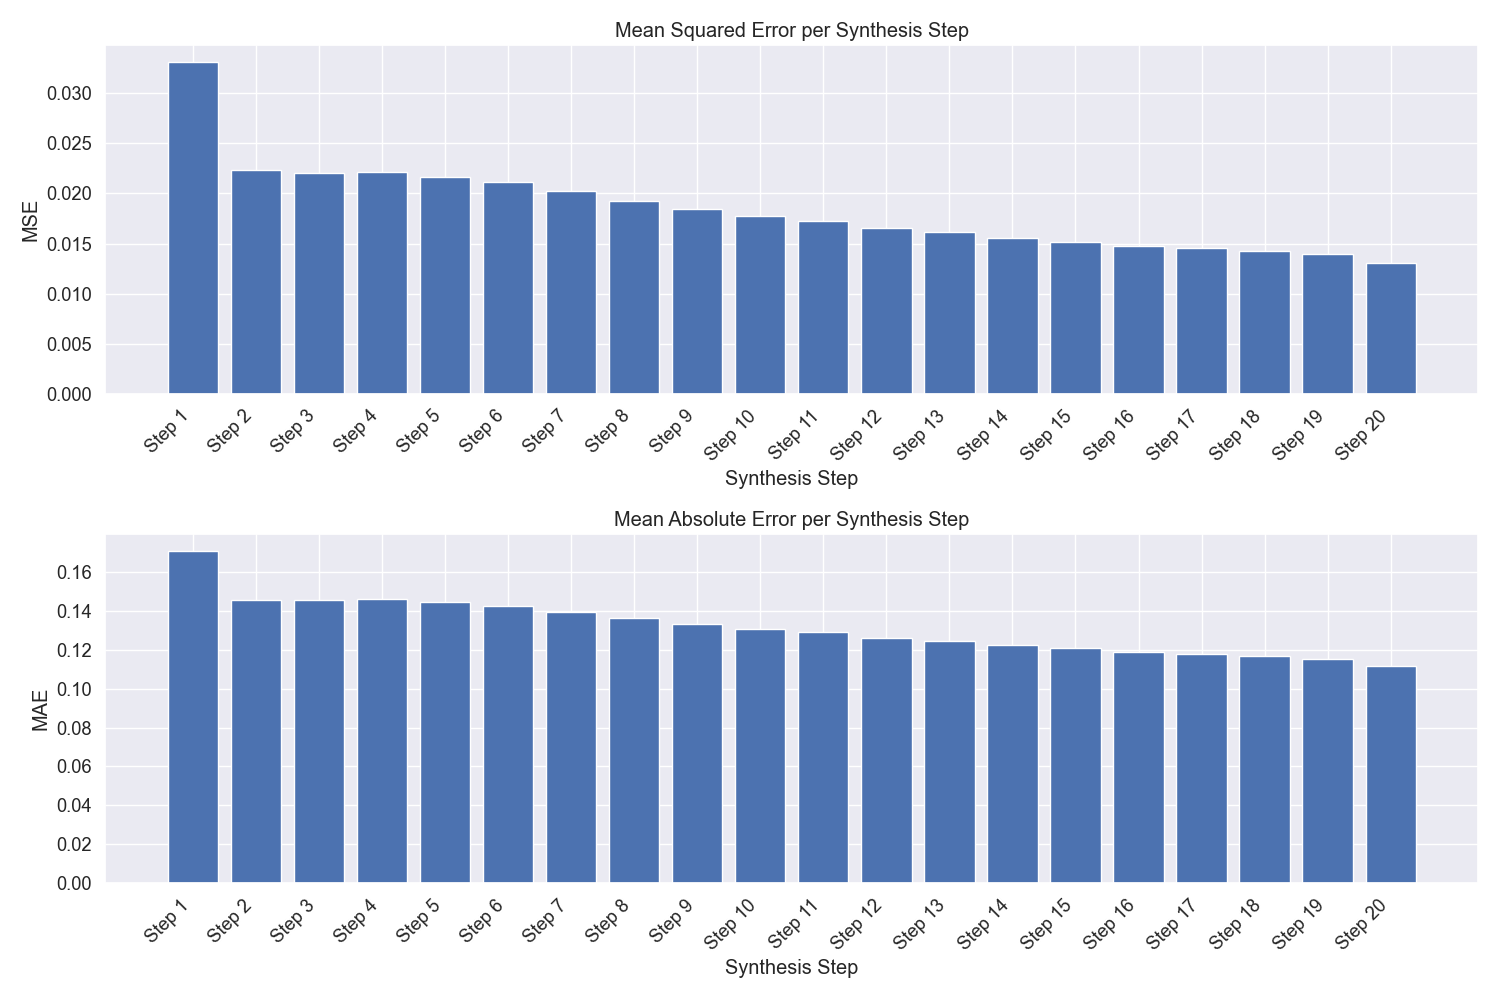 Mean Squared Error per Synthesis Step
0.030
0.025
0.020
0.015
0.010
0.005
0.000
MSE
Step 1
Step 2
Step 3
Step 4
Step 5
Step 6
Step 7
Step 8
Step 9
Step 10
Step 11
Step 12
Step 13
Step 14
Step 15
Step 16
Step 17
Step 18
Step 19
Step 20
Synthesis Step
Mean Absolute Error per Synthesis Step
0.16
0.14
0.12
0.10
0.08
0.06
0.04
0.02
0.00
MAE
Step 1
Step 2
Step 3
Step 4
Step 5
Step 6
Step 7
Step 8
Step 9
Step 10
Step 11
Step 12
Step 13
Step 14
Step 15
Step 16
Step 17
Step 18
Step 19
Step 20
Synthesis Step